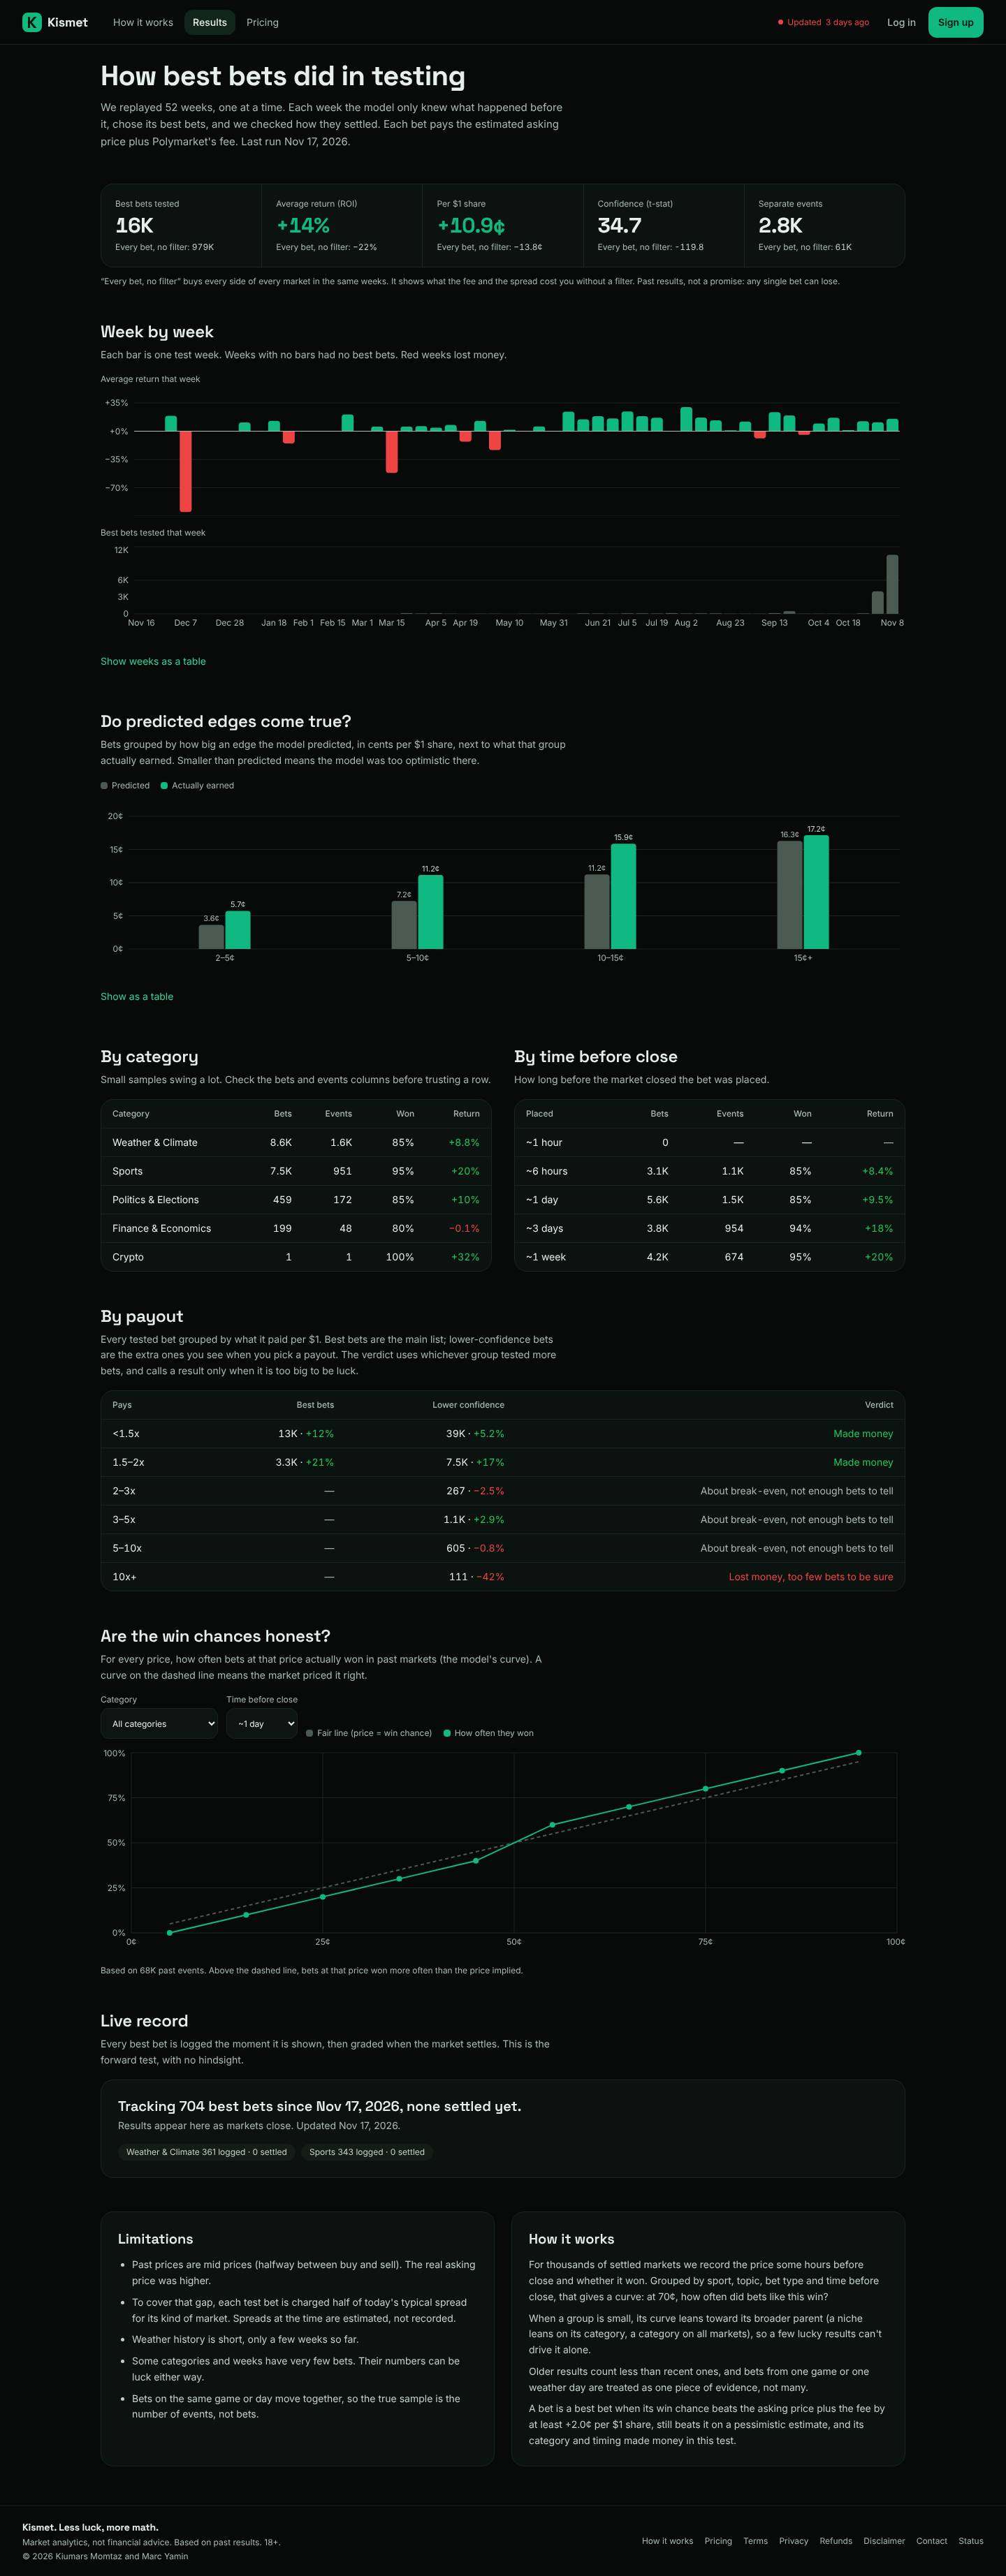 K Kismet How it works Results Pricing Updated 3 days ago Log in Sign up
How best bets did in testing
We replayed 52 weeks, one at a time. Each week the model only knew what happened before
it, chose its best bets, and we checked how they settled. Each bet pays the estimated asking
price plus Polymarket's fee. Last run Nov 17, 2026.
Best bets tested
16K
Every bet, no filter: 979K
Average return (ROI)
+14%
Every bet, no filter: −22%
Per $1 share
+10.9¢
Every bet, no filter: −13.8¢
Confidence (t-stat)
34.7
Every bet, no filter: -119.8
Separate events
2.8K
Every bet, no filter: 61K
“Every bet, no filter” buys every side of every market in the same weeks. It shows what the fee and the spread cost you without a filter. Past results, not a promise: any single bet can lose.
Week by week
Each bar is one test week. Weeks with no bars had no best bets. Red weeks lost money.
Average return that week
+35%
+0%
−35%
−70%
Best bets tested that week
12K
6K
3K
0
Nov 16 Dec 7 Dec 28 Jan 18 Feb 1 Feb 15 Mar 1 Mar 15 Apr 5 Apr 19 May 10 May 31 Jun 21 Jul 5 Jul 19 Aug 2 Aug 23 Sep 13 Oct 4 Oct 18 Nov 8
Show weeks as a table
Do predicted edges come true?
Bets grouped by how big an edge the model predicted, in cents per $1 share, next to what that group
actually earned. Smaller than predicted means the model was too optimistic there.
Predicted Actually earned
20¢
15¢
10¢
5¢
0¢
3.6¢ 5.7¢
7.2¢ 11.2¢
11.2¢ 15.9¢
16.3¢ 17.2¢
2–5¢ 5–10¢ 10–15¢ 15¢+
Show as a table
By category
Small samples swing a lot. Check the bets and events columns before trusting a row.
Category Bets Events Won Return
Weather & Climate 8.6K 1.6K 85% +8.8%
Sports 7.5K 951 95% +20%
Politics & Elections 459 172 85% +10%
Finance & Economics 199 48 80% −0.1%
Crypto 1 1 100% +32%
By time before close
How long before the market closed the bet was placed.
Placed Bets Events Won Return
~1 hour 0 — — —
~6 hours 3.1K 1.1K 85% +8.4%
~1 day 5.6K 1.5K 85% +9.5%
~3 days 3.8K 954 94% +18%
~1 week 4.2K 674 95% +20%
By payout
Every tested bet grouped by what it paid per $1. Best bets are the main list; lower-confidence bets
are the extra ones you see when you pick a payout. The verdict uses whichever group tested more
bets, and calls a result only when it is too big to be luck.
Pays Best bets Lower confidence Verdict
<1.5x 13K · +12% 39K · +5.2% Made money
1.5–2x 3.3K · +21% 7.5K · +17% Made money
2–3x — 267 · −2.5% About break-even, not enough bets to tell
3–5x — 1.1K · +2.9% About break-even, not enough bets to tell
5–10x — 605 · −0.8% About break-even, not enough bets to tell
10x+ — 111 · −42% Lost money, too few bets to be sure
Are the win chances honest?
For every price, how often bets at that price actually won in past markets (the model's curve). A
curve on the dashed line means the market priced it right.
Category Time before close
All categories ~1 day Fair line (price = win chance) How often they won
100%
75%
50%
25%
0%
0¢ 25¢ 50¢ 75¢ 100¢
Based on 68K past events. Above the dashed line, bets at that price won more often than the price implied.
Live record
Every best bet is logged the moment it is shown, then graded when the market settles. This is the
forward test, with no hindsight.
Tracking 704 best bets since Nov 17, 2026, none settled yet.
Results appear here as markets close. Updated Nov 17, 2026.
Weather & Climate 361 logged · 0 settled Sports 343 logged · 0 settled
Limitations
• Past prices are mid prices (halfway between buy and sell). The real asking
price was higher.
• To cover that gap, each test bet is charged half of today's typical spread
for its kind of market. Spreads at the time are estimated, not recorded.
• Weather history is short, only a few weeks so far.
• Some categories and weeks have very few bets. Their numbers can be
luck either way.
• Bets on the same game or day move together, so the true sample is the
number of events, not bets.
How it works
For thousands of settled markets we record the price some hours before
close and whether it won. Grouped by sport, topic, bet type and time before
close, that gives a curve: at 70¢, how often did bets like this win?
When a group is small, its curve leans toward its broader parent (a niche
leans on its category, a category on all markets), so a few lucky results can't
drive it alone.
Older results count less than recent ones, and bets from one game or one
weather day are treated as one piece of evidence, not many.
A bet is a best bet when its win chance beats the asking price plus the fee by
at least +2.0¢ per $1 share, still beats it on a pessimistic estimate, and its
category and timing made money in this test.
Kismet. Less luck, more math.
Market analytics, not financial advice. Based on past results. 18+.
© 2026 Kiumars Momtaz and Marc Yamin
How it works Pricing Terms Privacy Refunds Disclaimer Contact Status